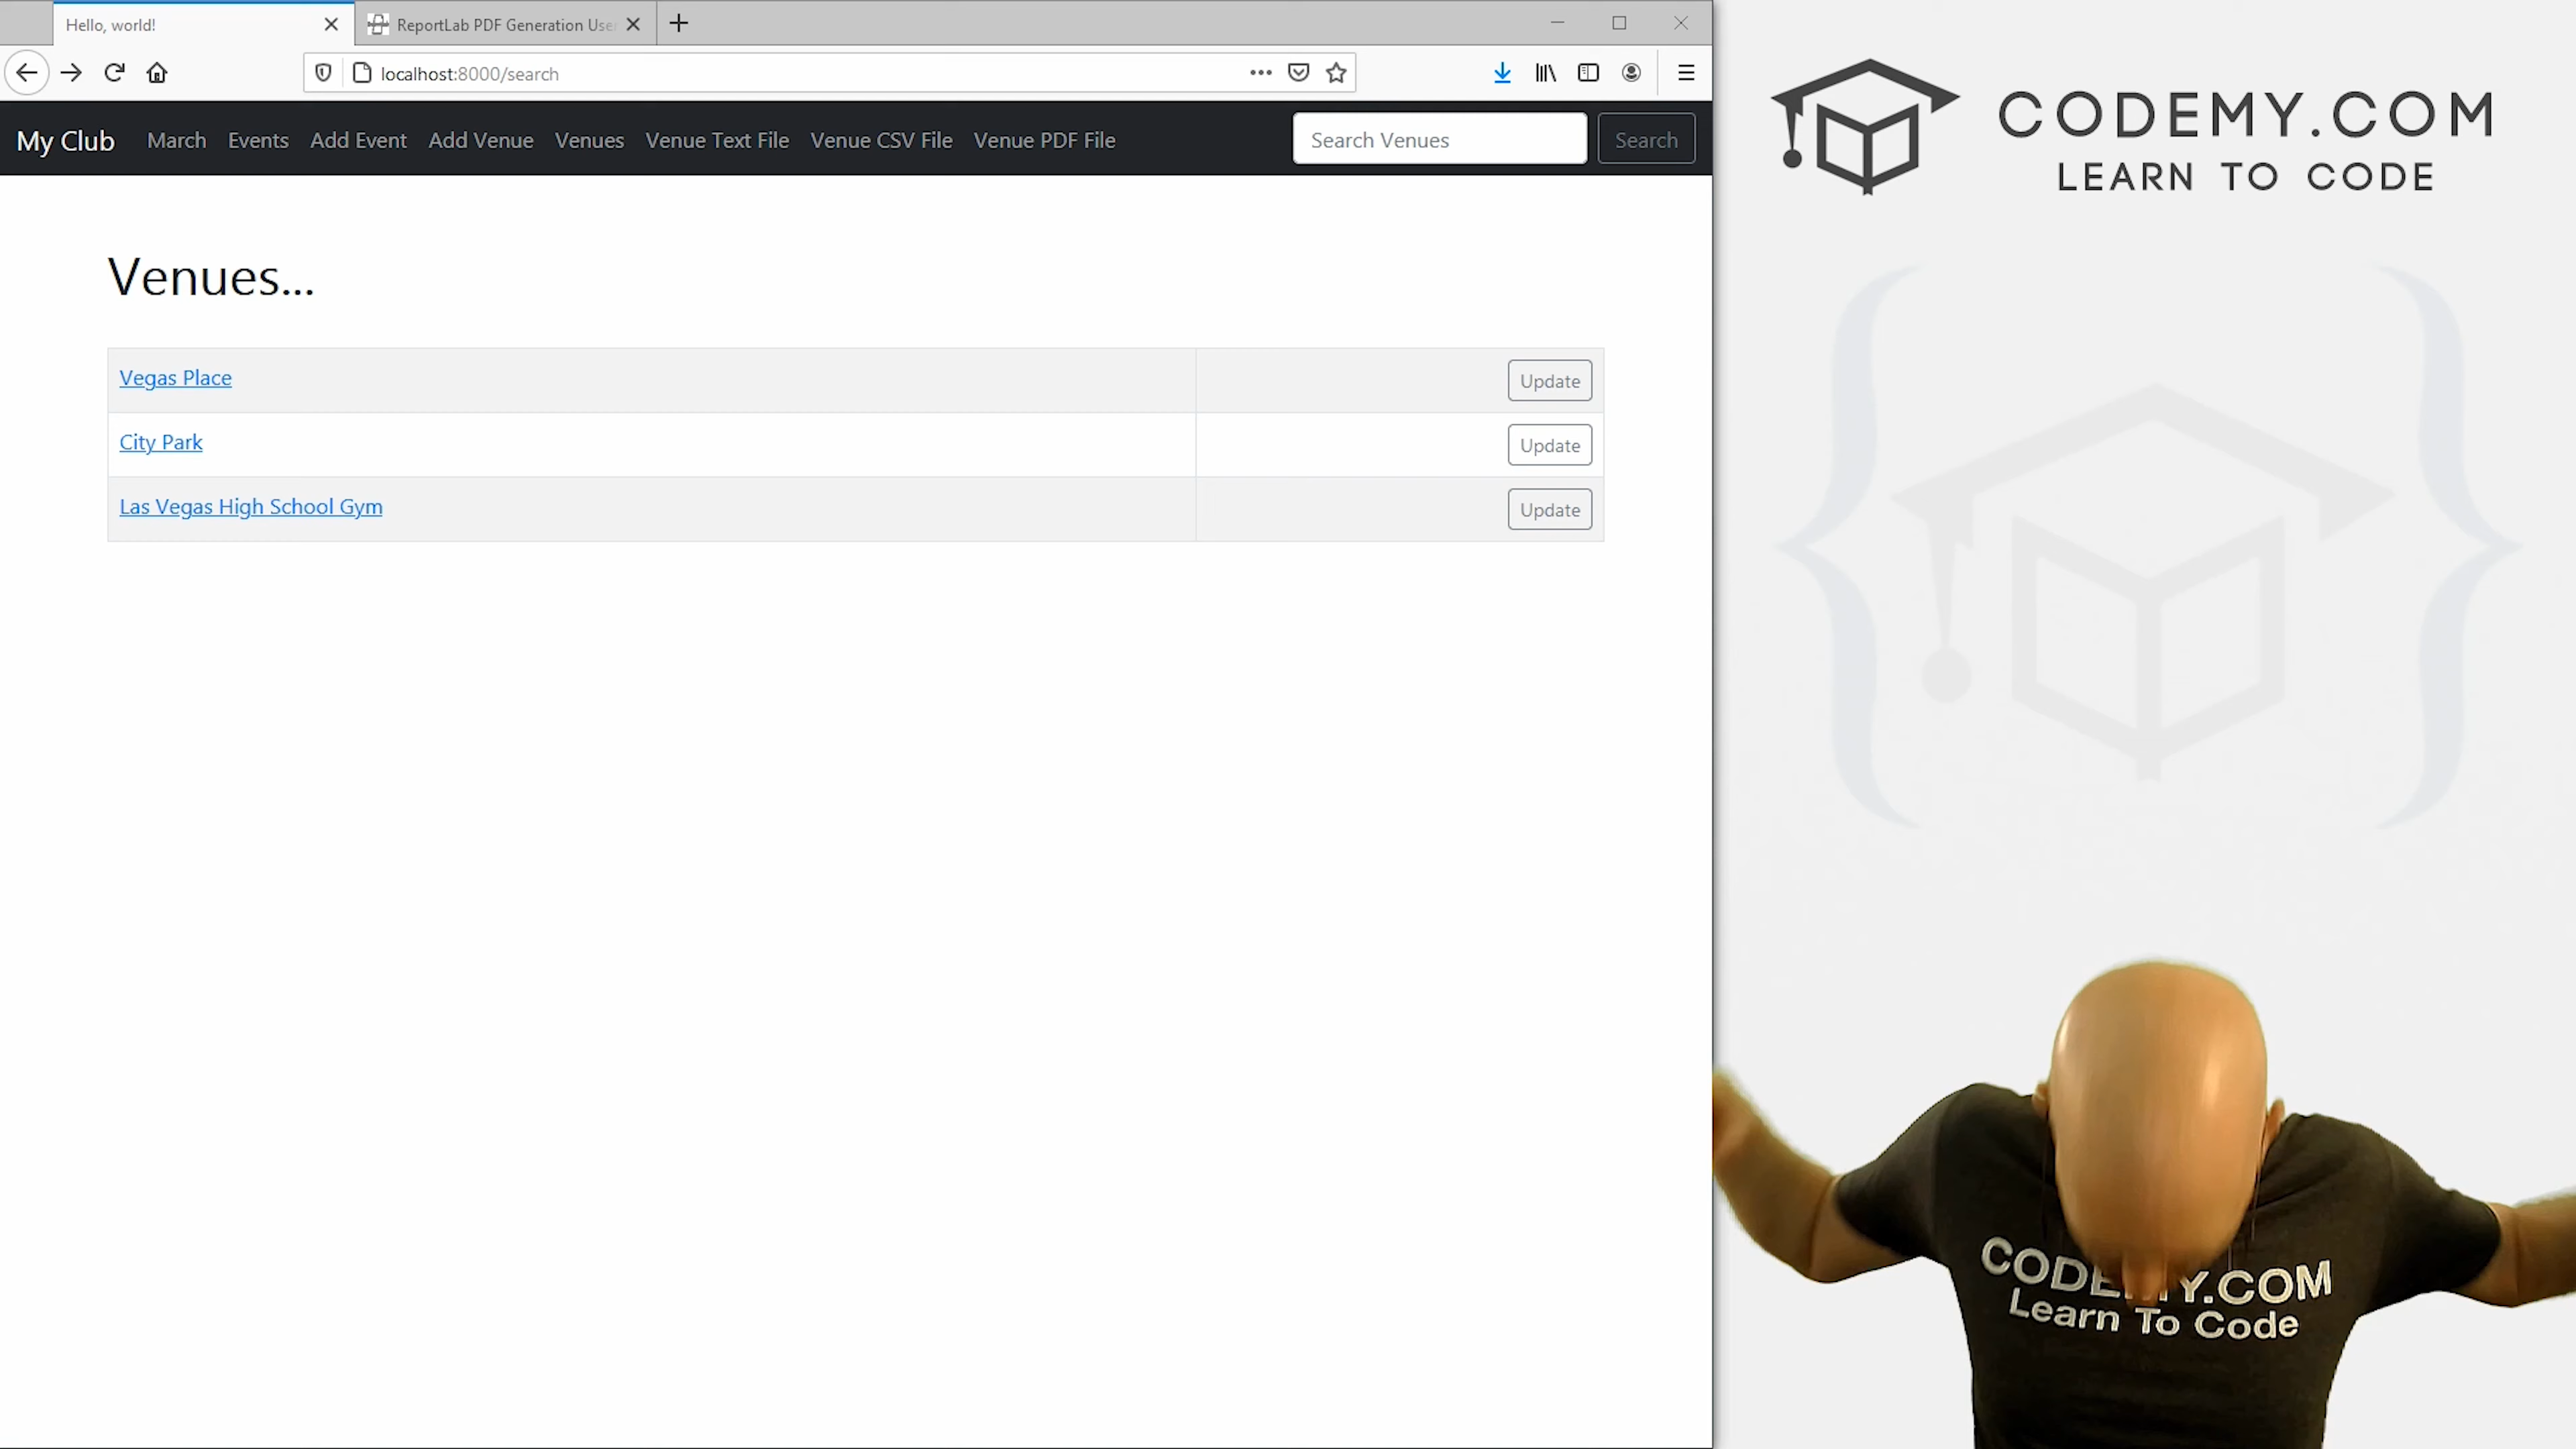 Hello, world!
ReportLab PDF Generation Use
localhost:8000/search
My Club March Events Add Event Add Venue Venues Venue Text File Venue CSV File Venue PDF File Search Venues Search
Venues...
Vegas Place Update
City Park Update
Las Vegas High School Gym Update
CODEMY.COM
LEARN TO CODE
Y.COM
Learn To Code